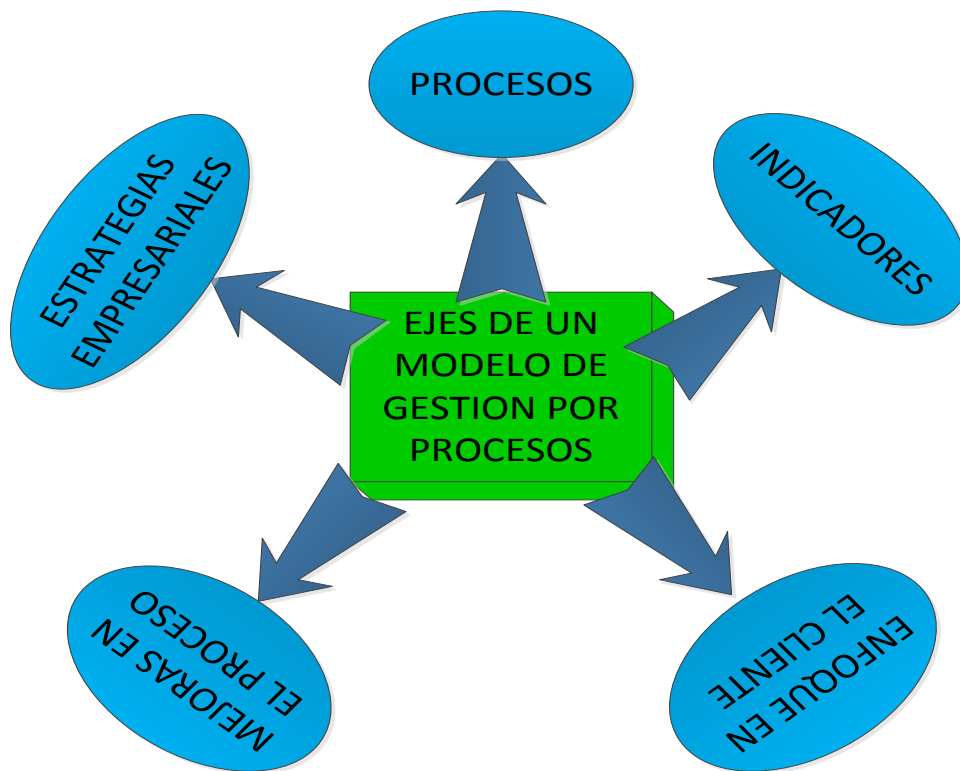 PROCESOS
INDICADORES
ESTRATEGIAS
EMPRESARIALES
EJES DE UN
MODELO DE
GESTION POR
PROCESOS
MEJORAS EN
EL PROCESO
ENFOQUE EN
EL CLIENTE